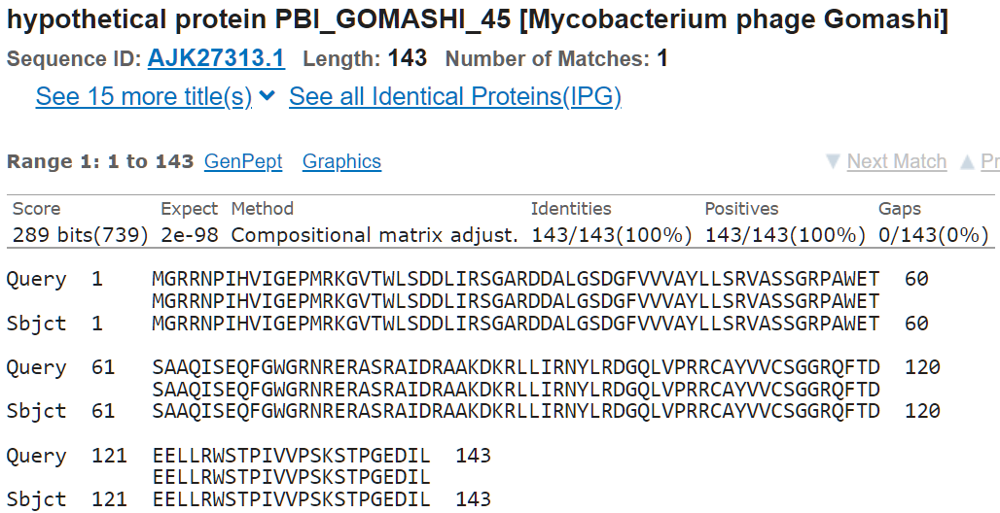 hypothetical protein PBI_GOMASHI_45 [Mycobacterium phage Gomashi]
Sequence ID: AJK27313.1 Length: 143 Number of Matches: 1
See 15 more title(s) See all Identical Proteins(IPG)
Range 1: 1 to 143 GenPept Graphics ▼ Next Match ▲ Pr
Score Expect Method Identities Positives Gaps
289 bits(739) 2e-98 Compositional matrix adjust. 143/143(100%) 143/143(100%) 0/143(0%)
Query 1 MGRRNPIHVIGEPMRKGVTWLSDDLIRSGARDDALGSDGFVVVAYLLSRVASSGRPAWET 60
MGRRNPIHVIGEPMRKGVTWLSDDLIRSGARDDALGSDGFVVVAYLLSRVASSGRPAWET
Sbjct 1 MGRRNPIHVIGEPMRKGVTWLSDDLIRSGARDDALGSDGFVVVAYLLSRVASSGRPAWET 60
Query 61 SAAQISEQFGWGRNRERASRAIDRAAKDKRLLIRNYLRDGQLVPRRCAYVVCSGGRQFTD 120
SAAQISEQFGWGRNRERASRAIDRAAKDKRLLIRNYLRDGQLVPRRCAYVVCSGGRQFTD
Sbjct 61 SAAQISEQFGWGRNRERASRAIDRAAKDKRLLIRNYLRDGQLVPRRCAYVVCSGGRQFTD 120
Query 121 EELLRWSTPIVVPSKSTPGEDIL 143
EELLRWSTPIVVPSKSTPGEDIL
Sbjct 121 EELLRWSTPIVVPSKSTPGEDIL 143